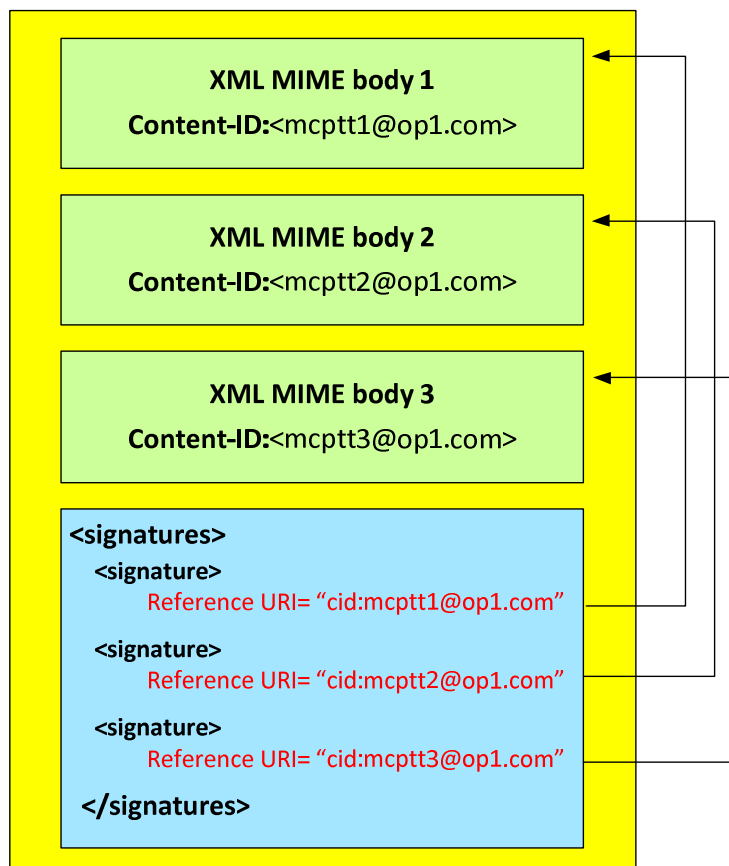 XML MIME body 1
Content-ID:<mcptt1@op1.com>
XML MIME body 2
Content-ID:<mcptt2@op1.com>
XML MIME body 3
Content-ID:<mcptt3@op1.com>
<signatures>
<signature>
Reference URI= “cid:mcptt1@op1.com”
<signature>
Reference URI= “cid:mcptt2@op1.com”
<signature>
Reference URI= “cid:mcptt3@op1.com”
</signatures>